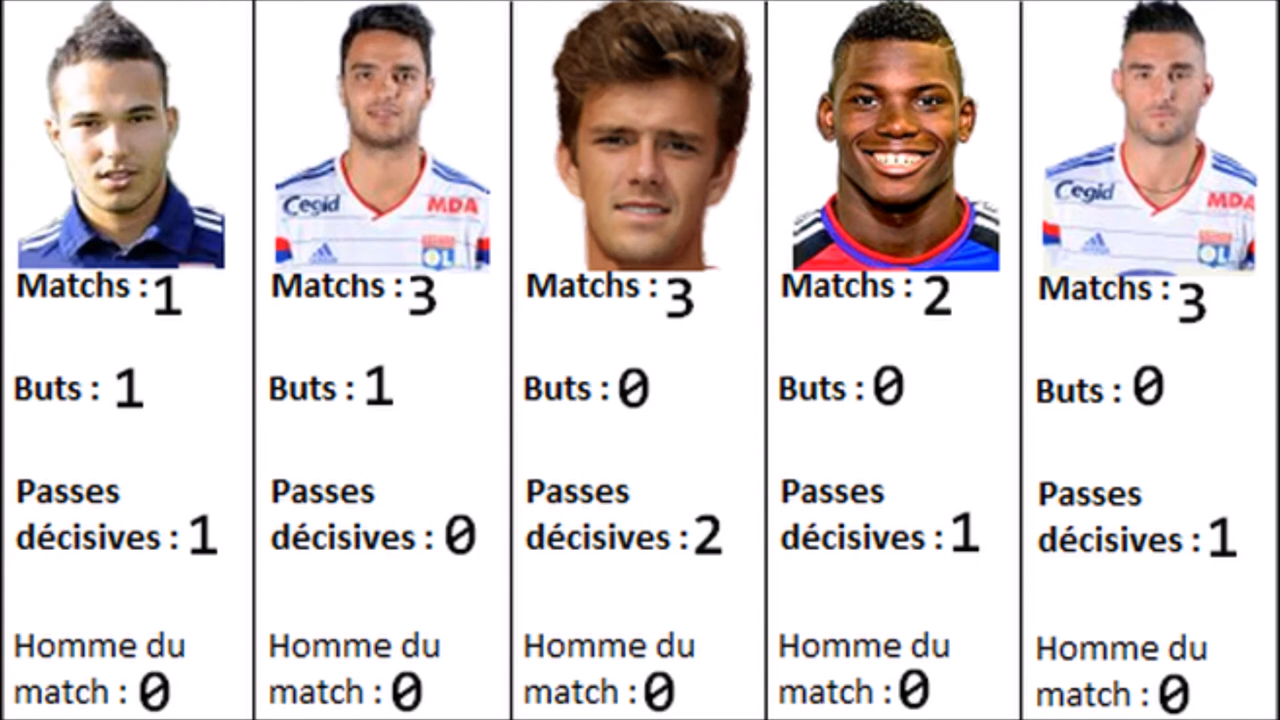 Cegid MDA
OL
Matchs : 1
Buts : 1
Passes
décisives : 1
Homme du
match : 0
Matchs : 3
Buts : 1
Passes
décisives : 0
Homme du
match : 0
Matchs : 3
Buts : 0
Passes
décisives : 2
Homme du
match : 0
Matchs : 2
Buts : 0
Passes
décisives : 1
Homme du
match : 0
Cegid MDA
OL
Matchs : 3
Buts : 0
Passes
décisives : 1
Homme du
match : 0